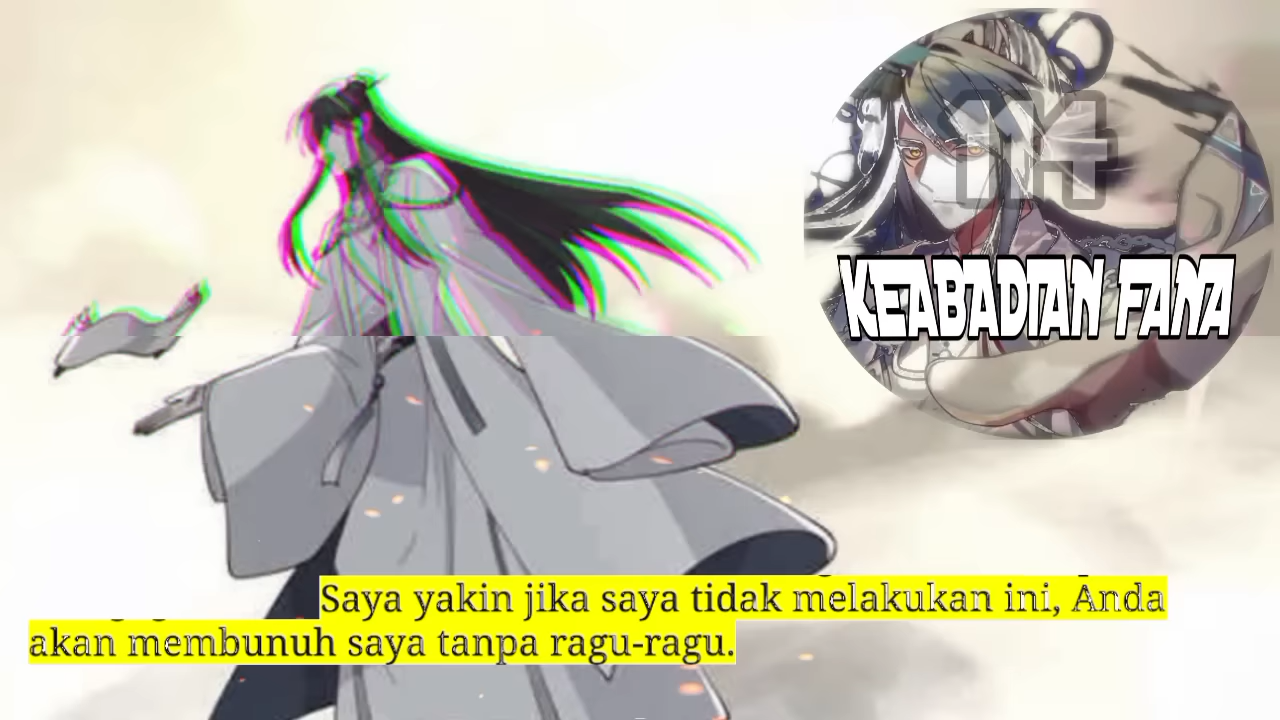 KEABADIAN FANA
Saya yakin jika saya tidak melakukan ini, Anda
akan membunuh saya tanpa ragu-ragu.